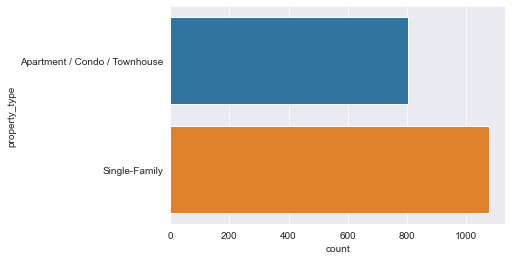 property_type
Apartment / Condo / Townhouse
Single-Family
0 200 400 600 800 1000
count